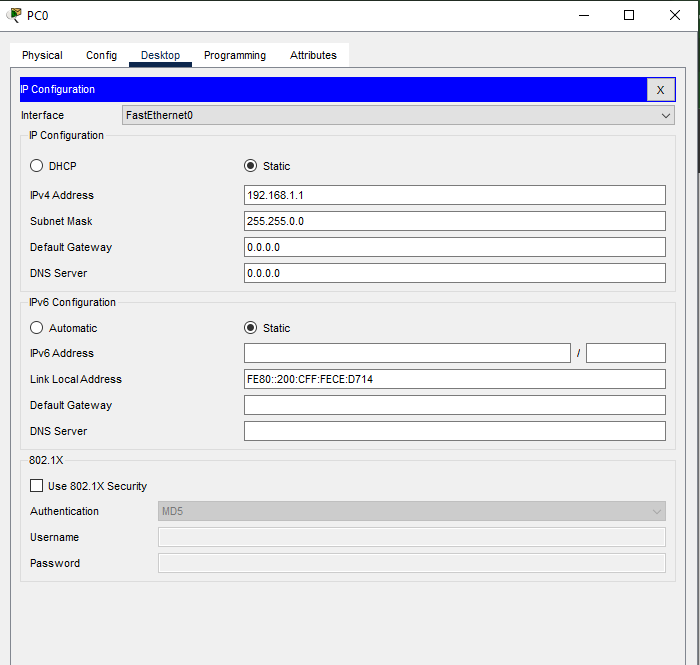 PC0
Physical Config Desktop Programming Attributes
IP Configuration X
Interface FastEthernet0
IP Configuration
DHCP Static
IPv4 Address 192.168.1.1
Subnet Mask 255.255.0.0
Default Gateway 0.0.0.0
DNS Server 0.0.0.0
IPv6 Configuration
Automatic Static
IPv6 Address /
Link Local Address FE80::200:CFF:FECE:D714
Default Gateway
DNS Server
802.1X
Use 802.1X Security
Authentication MD5
Username
Password